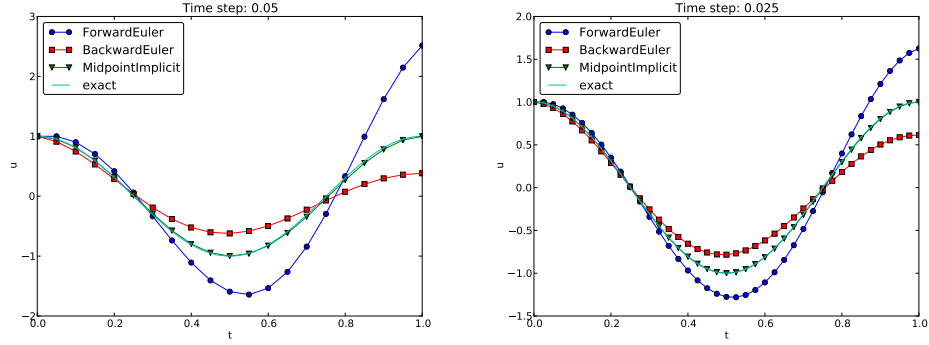 Time step: 0.05
ForwardEuler
BackwardEuler
MidpointImplicit
exact
3
2
1
0
−1
−2
u
0.0
0.2
0.4
0.6
0.8
1.0
t
Time step: 0.025
ForwardEuler
BackwardEuler
MidpointImplicit
exact
2.0
1.5
1.0
0.5
0.0
−0.5
−1.0
−1.5
u
0.0
0.2
0.4
0.6
0.8
1.0
t